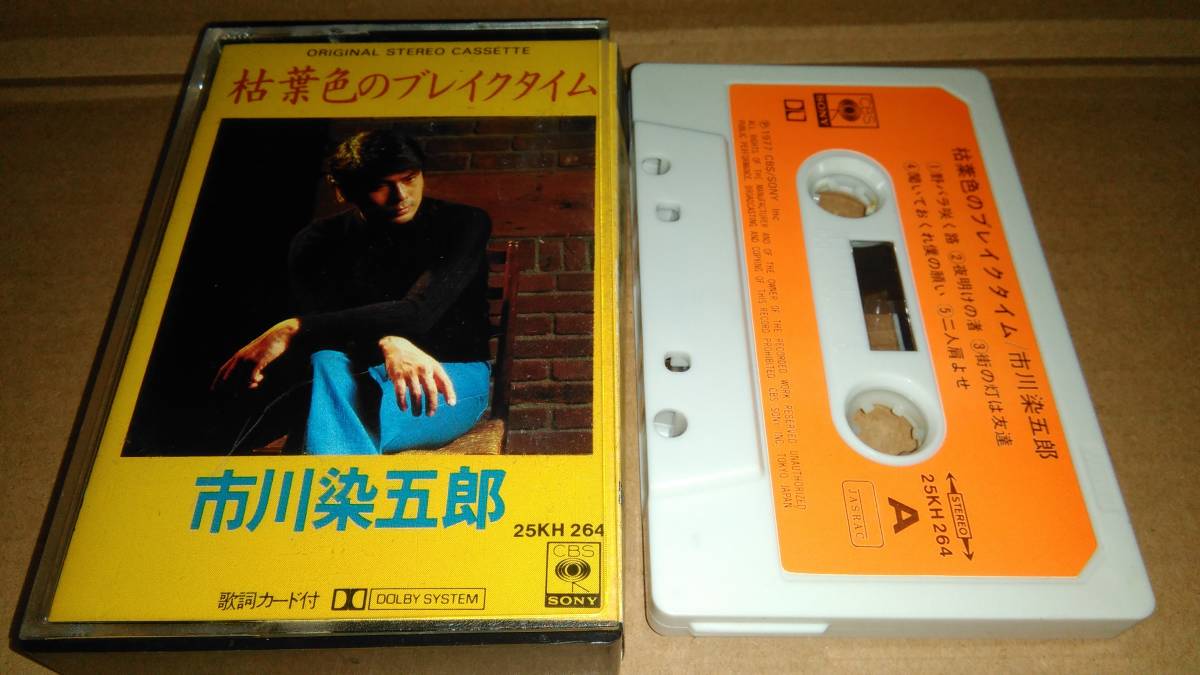 ORIGINAL STEREO CASSETTE
枯葉色のブレイクタイム
市川染五郎
25KH 264
CBS
SONY
歌詞カード付 DOLBY SYSTEM
CBS
SONY
枯葉色のブレイクタイム/市川染五郎
①野バラ咲く路 ②夜明けの渚 ③街の灯は友達
④聞いておくれ僕の願い ⑤二人肩よせ
Ⓟ1977 CBS/SONY Inc
ALL RIGHTS OF THE MANUFACTURER AND OF THE OWNER OF THE RECORDED WORK RESERVED UNAUTHORIZED
PUBLIC PERFORMANCE BROADCASTING AND COPYING OF THIS RECORD PROHIBITED. CBS SONY INC. TOKYO JAPAN
STEREO
25KH 264
A
JASRAC